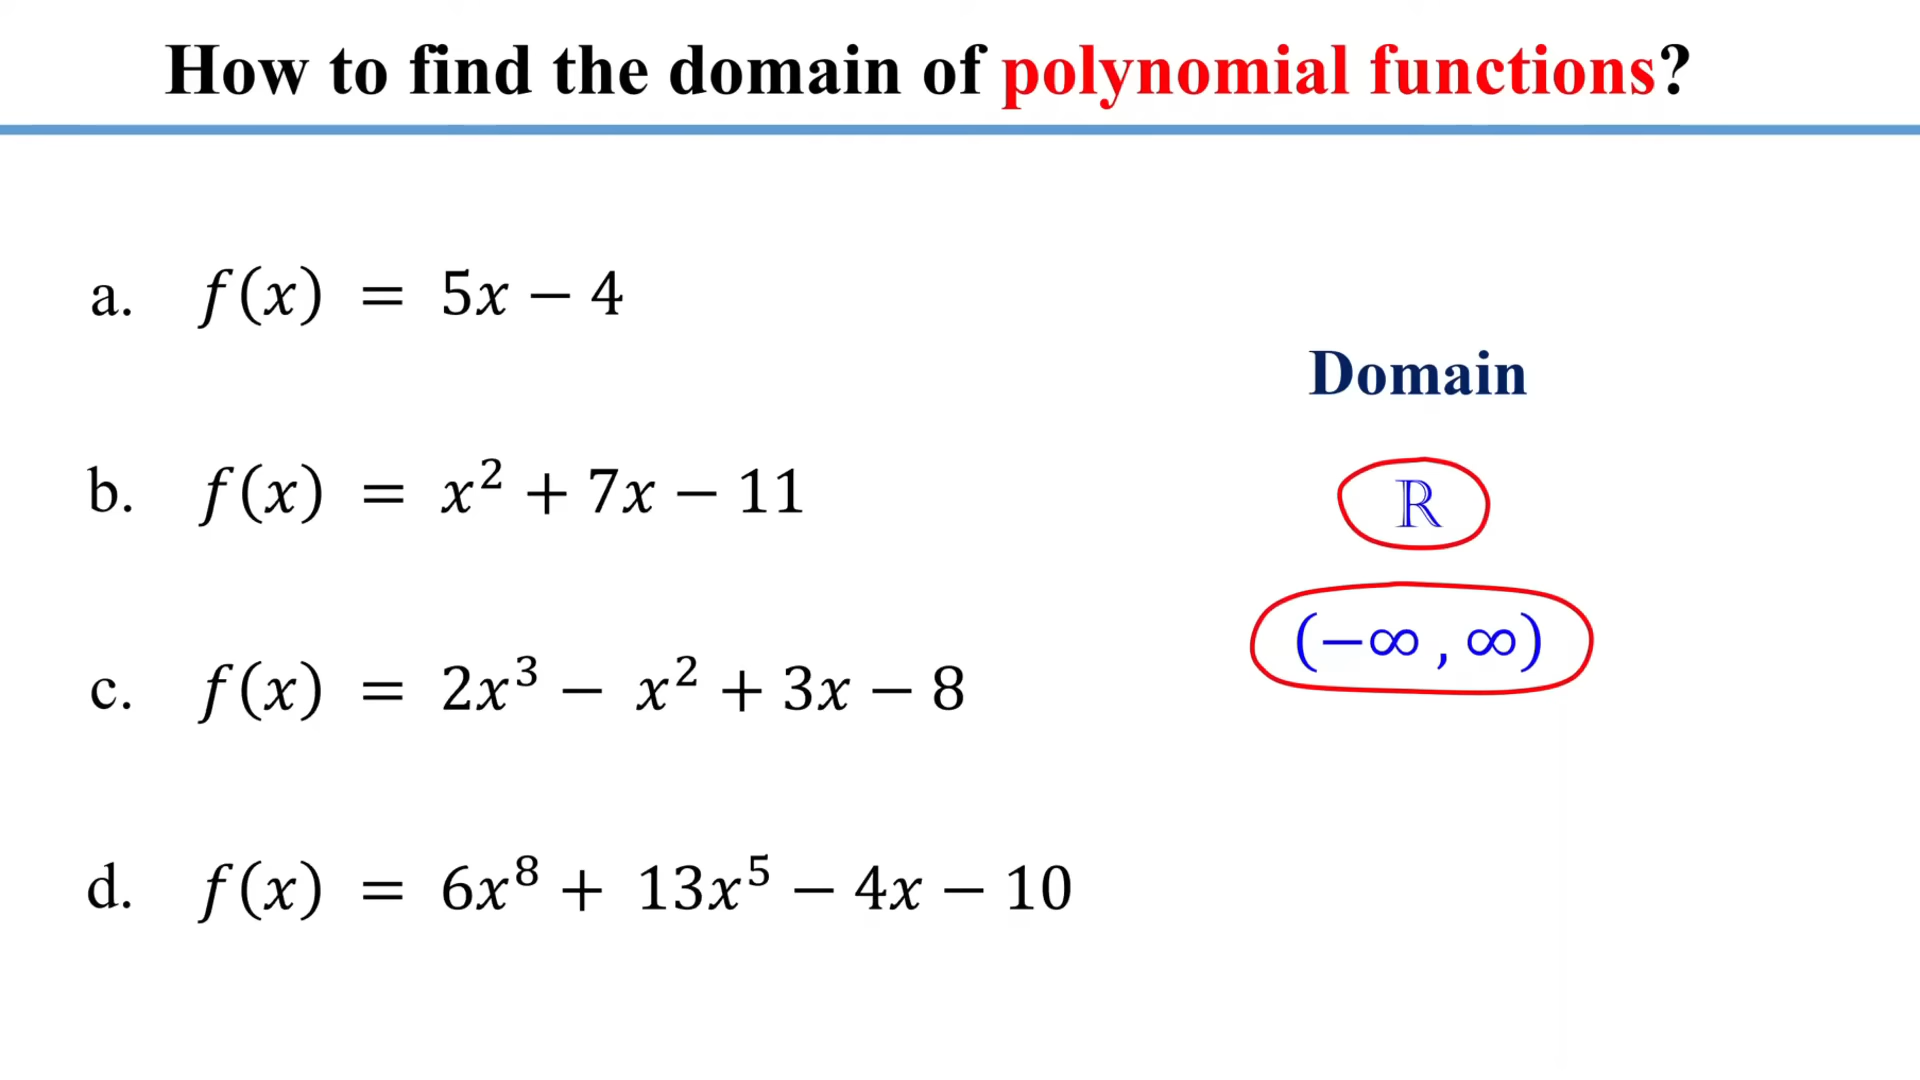 How to find the domain of polynomial functions?
a. f(x) = 5x − 4
b. f(x) = x² + 7x − 11
c. f(x) = 2x³ − x² + 3x − 8
d. f(x) = 6x⁸ + 13x⁵ − 4x − 10
Domain
ℝ
(−∞ , ∞)